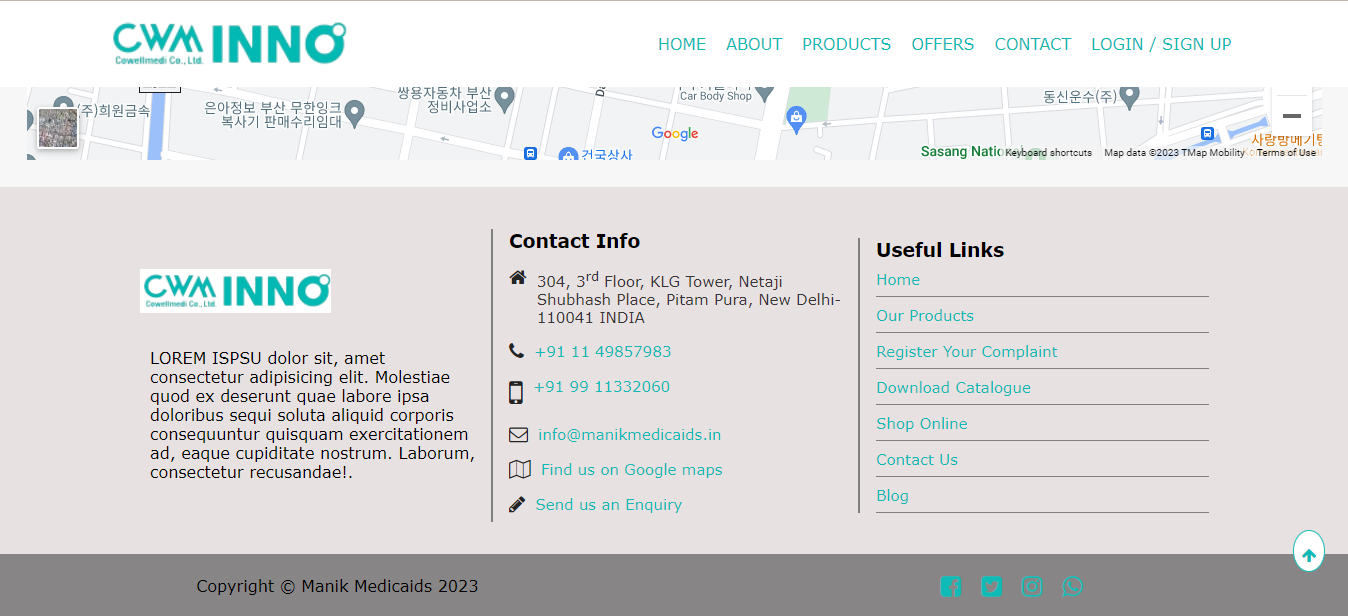 CWM INNO
Cowellmedi Co., Ltd.
HOME ABOUT PRODUCTS OFFERS CONTACT LOGIN / SIGN UP
(주)희원금속
은아정보 부산 무한잉크
복사기 판매수리임대
쌍용자동차 부산
정비사업소
Car Body Shop
동신운수(주)
Google
건국상사
Sasang Natio
사랑방메기탕
Keyboard shortcuts Map data ©2023 TMap Mobility Terms of Use
CWM INNO
Cowellmedi Co., Ltd.
LOREM ISPSU dolor sit, amet
consectetur adipisicing elit. Molestiae
quod ex deserunt quae labore ipsa
doloribus sequi soluta aliquid corporis
consequuntur quisquam exercitationem
ad, eaque cupiditate nostrum. Laborum,
consectetur recusandae!.
Contact Info
304, 3rd Floor, KLG Tower, Netaji
Shubhash Place, Pitam Pura, New Delhi-
110041 INDIA
+91 11 49857983
+91 99 11332060
info@manikmedicaids.in
Find us on Google maps
Send us an Enquiry
Useful Links
Home
Our Products
Register Your Complaint
Download Catalogue
Shop Online
Contact Us
Blog
Copyright © Manik Medicaids 2023